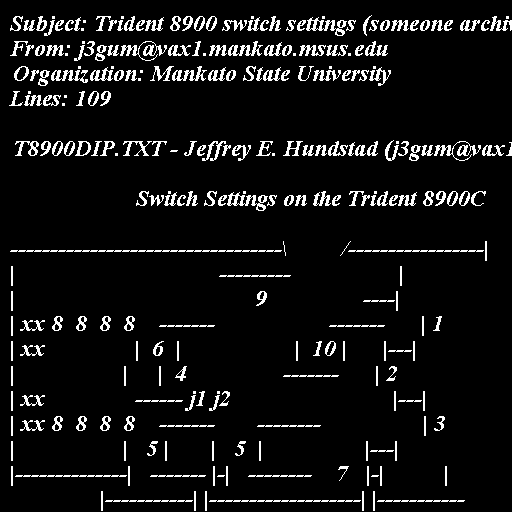 Subject: Trident 8900 switch settings (someone archiv
From: j3gum@vax1.mankato.msus.edu
Organization: Mankato State University
Lines: 109

T8900DIP.TXT - Jeffrey E. Hundstad (j3gum@vax1

Switch Settings on the Trident 8900C

----------------------------------\ /-----------------|
| --------- |
| 9 ----|
| xx 8 8 8 8 ------- ------- | 1
| xx | 6 | | 10 | |---|
| | | 4 ------- | 2
| xx ------ j1 j2 |---|
| xx 8 8 8 8 ------- -------- | 3
| | 5 | | 5 | |---|
|--------------| ------- |-| -------- 7 |-| |
|-----------| |-------------------| |-----------